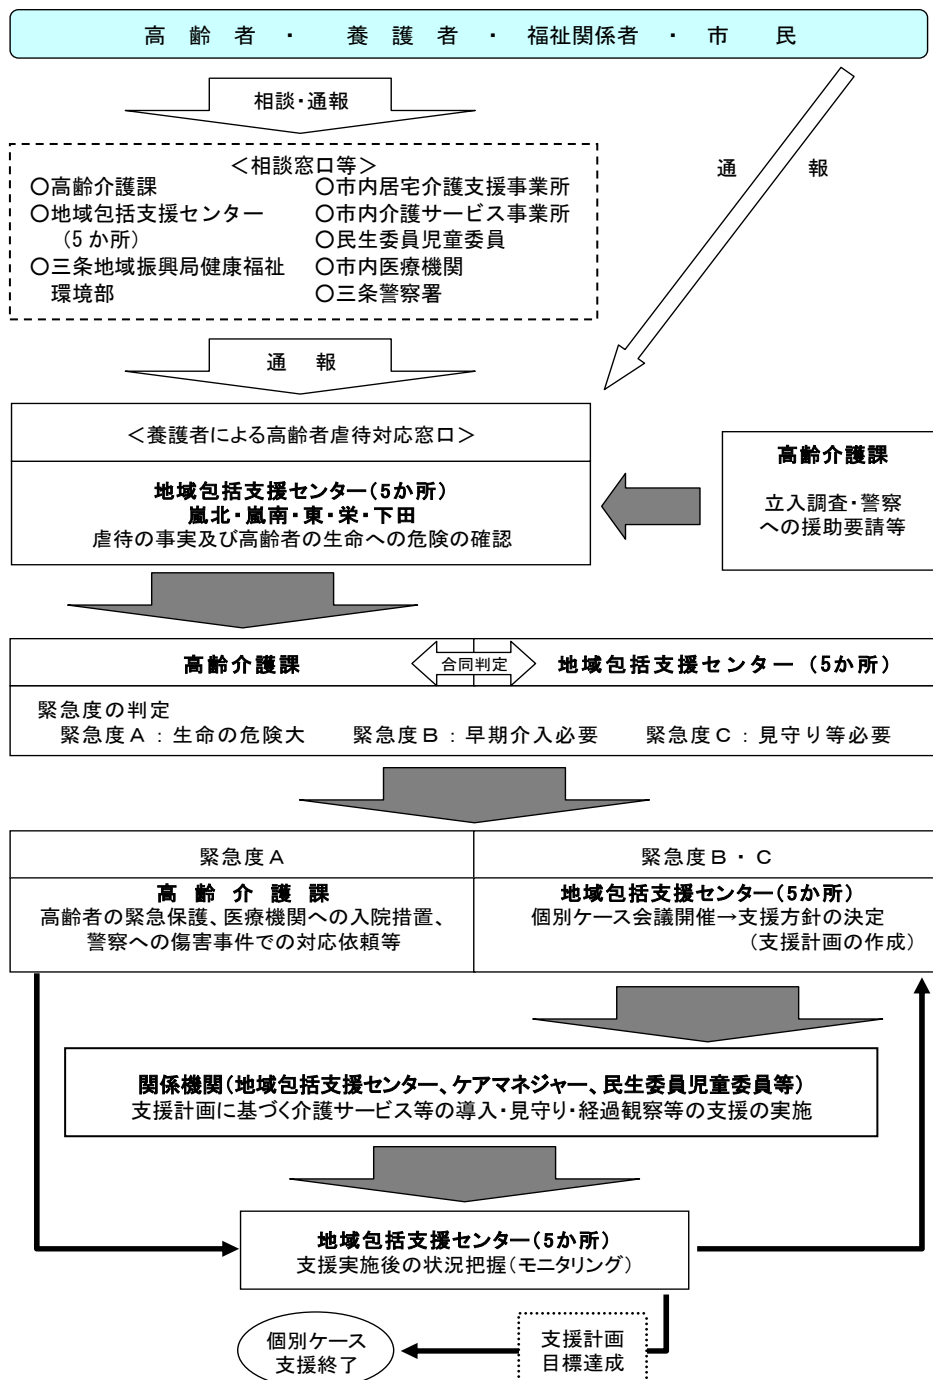 高 齢 者 ・ 養 護 者 ・ 福祉関係者 ・ 市 民
相談・通報
通 報
＜相談窓口等＞
○高齢介護課
○地域包括支援センター
（5か所）
○三条地域振興局健康福祉
環境部
○市内居宅介護支援事業所
○市内介護サービス事業所
○民生委員児童委員
○市内医療機関
○三条警察署
通 報
＜養護者による高齢者虐待対応窓口＞
地域包括支援センター（5か所）
嵐北・嵐南・東・栄・下田
虐待の事実及び高齢者の生命への危険の確認
高齢介護課
立入調査・警察
への援助要請等
高齢介護課
合同判定
地域包括支援センター（5か所）
緊急度の判定
緊急度Ａ：生命の危険大 緊急度Ｂ：早期介入必要 緊急度Ｃ：見守り等必要
緊急度Ａ
高 齢 介 護 課
高齢者の緊急保護、医療機関への入院措置、
警察への傷害事件での対応依頼等
緊急度Ｂ・Ｃ
地域包括支援センター（5か所）
個別ケース会議開催→支援方針の決定
（支援計画の作成）
関係機関（地域包括支援センター、ケアマネジャー、民生委員児童委員等）
支援計画に基づく介護サービス等の導入・見守り・経過観察等の支援の実施
地域包括支援センター（5か所）
支援実施後の状況把握（モニタリング）
個別ケース
支援終了
支援計画
目標達成